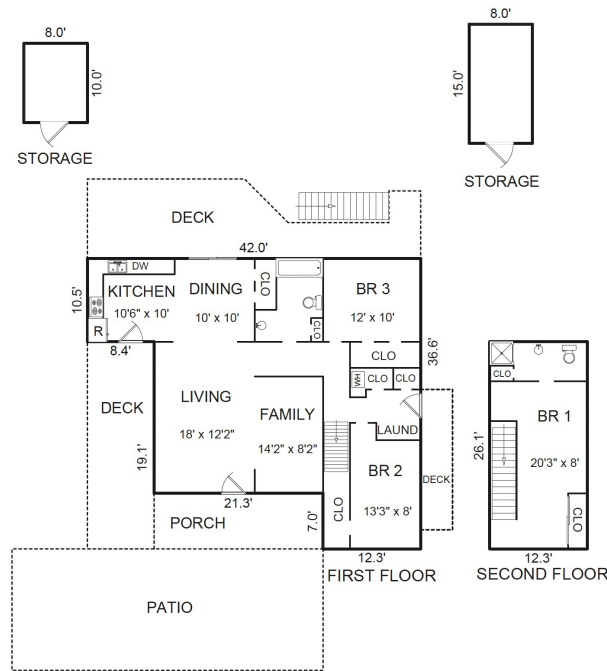 8.0'
10.0'
STORAGE
8.0'
15.0'
STORAGE
DECK
42.0'
DW
KITCHEN
10'6" x 10'
R
10.5'
8.4'
DINING
10' x 10'
CLO
CLO
BR 3
12' x 10'
CLO
36.6'
WH
CLO
CLO
LAUND
DECK
LIVING
18' x 12'2"
19.1'
FAMILY
14'2" x 8'2"
BR 2
13'3" x 8'
CLO
DECK
21.3'
PORCH
7.0'
12.3'
FIRST FLOOR
PATIO
CLO
BR 1
20'3" x 8'
26.1'
CLO
12.3'
SECOND FLOOR